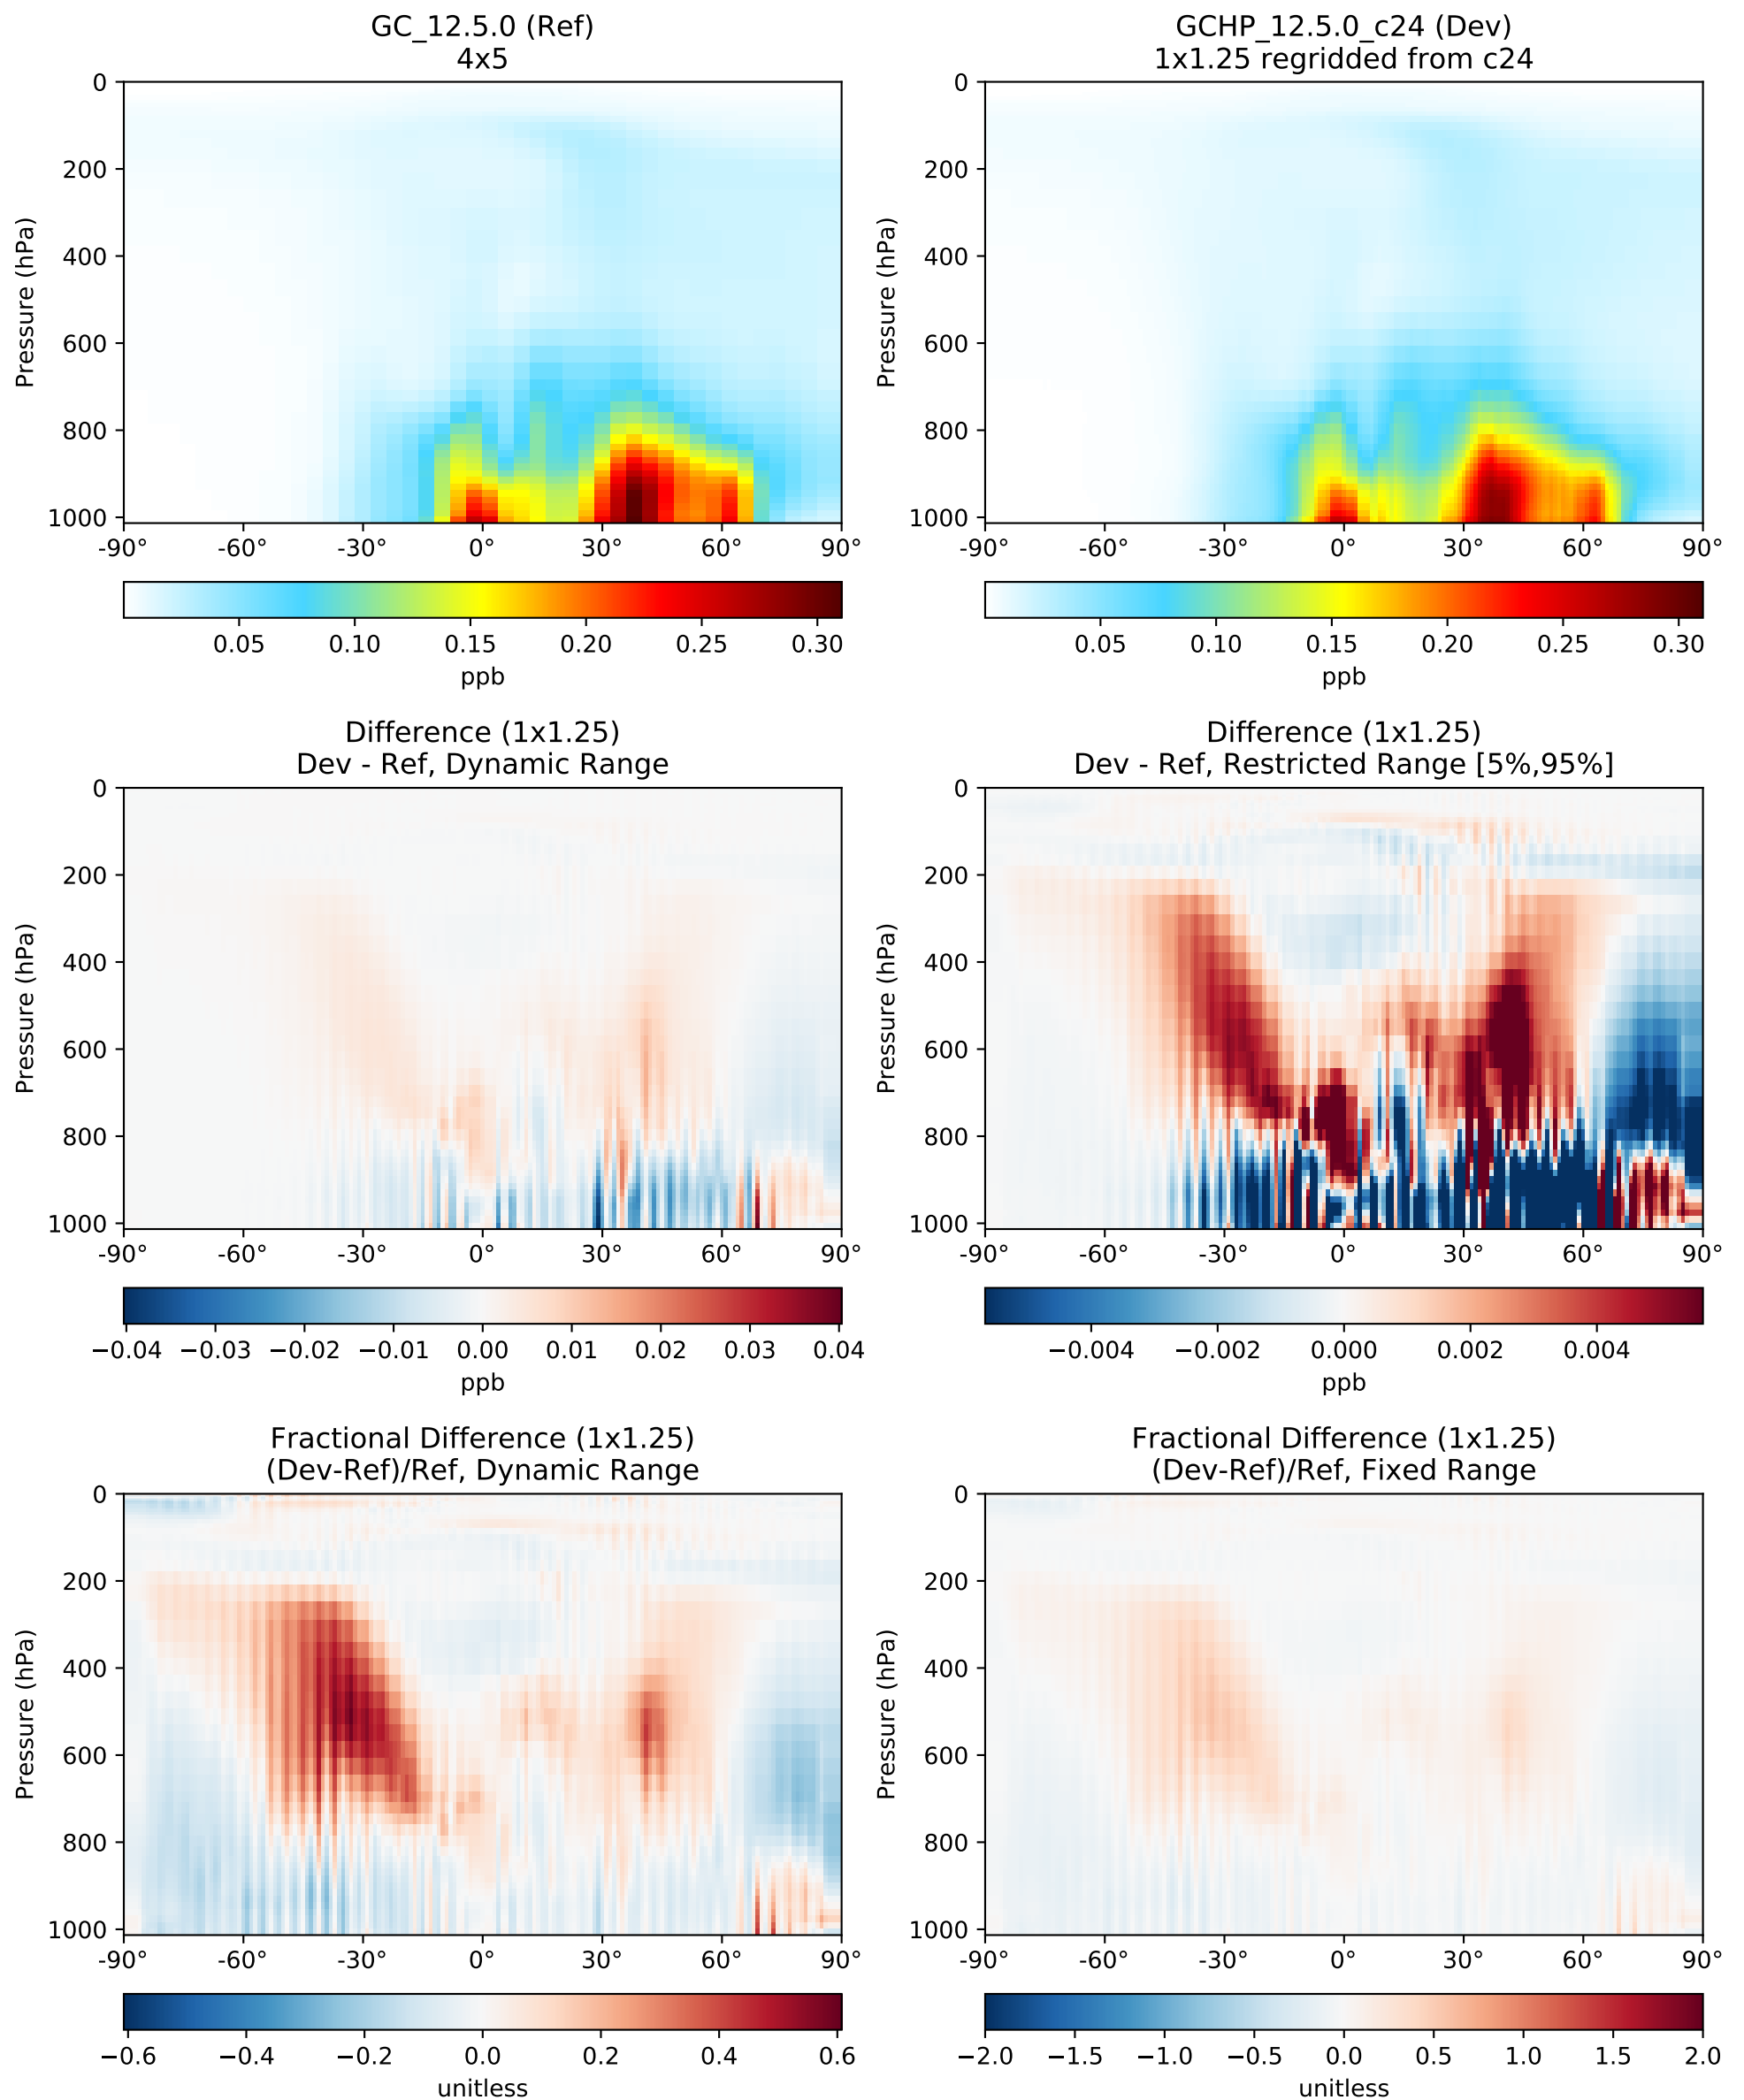 GC_12.5.0 (Ref)
4x5
0
200
400
600
800
1000
Pressure (hPa)
-90° -60° -30° 0° 30° 60° 90°
0.05 0.10 0.15 0.20 0.25 0.30
ppb
GCHP_12.5.0_c24 (Dev)
1x1.25 regridded from c24
0
200
400
600
800
1000
Pressure (hPa)
-90° -60° -30° 0° 30° 60° 90°
0.05 0.10 0.15 0.20 0.25 0.30
ppb
Difference (1x1.25)
Dev - Ref, Dynamic Range
0
200
400
600
800
1000
Pressure (hPa)
-90° -60° -30° 0° 30° 60° 90°
−0.04 −0.03 −0.02 −0.01 0.00 0.01 0.02 0.03 0.04
ppb
Difference (1x1.25)
Dev - Ref, Restricted Range [5%,95%]
0
200
400
600
800
1000
Pressure (hPa)
-90° -60° -30° 0° 30° 60° 90°
−0.004 −0.002 0.000 0.002 0.004
ppb
Fractional Difference (1x1.25)
(Dev-Ref)/Ref, Dynamic Range
0
200
400
600
800
1000
Pressure (hPa)
-90° -60° -30° 0° 30° 60° 90°
−0.6 −0.4 −0.2 0.0 0.2 0.4 0.6
unitless
Fractional Difference (1x1.25)
(Dev-Ref)/Ref, Fixed Range
0
200
400
600
800
1000
Pressure (hPa)
-90° -60° -30° 0° 30° 60° 90°
−2.0 −1.5 −1.0 −0.5 0.0 0.5 1.0 1.5 2.0
unitless